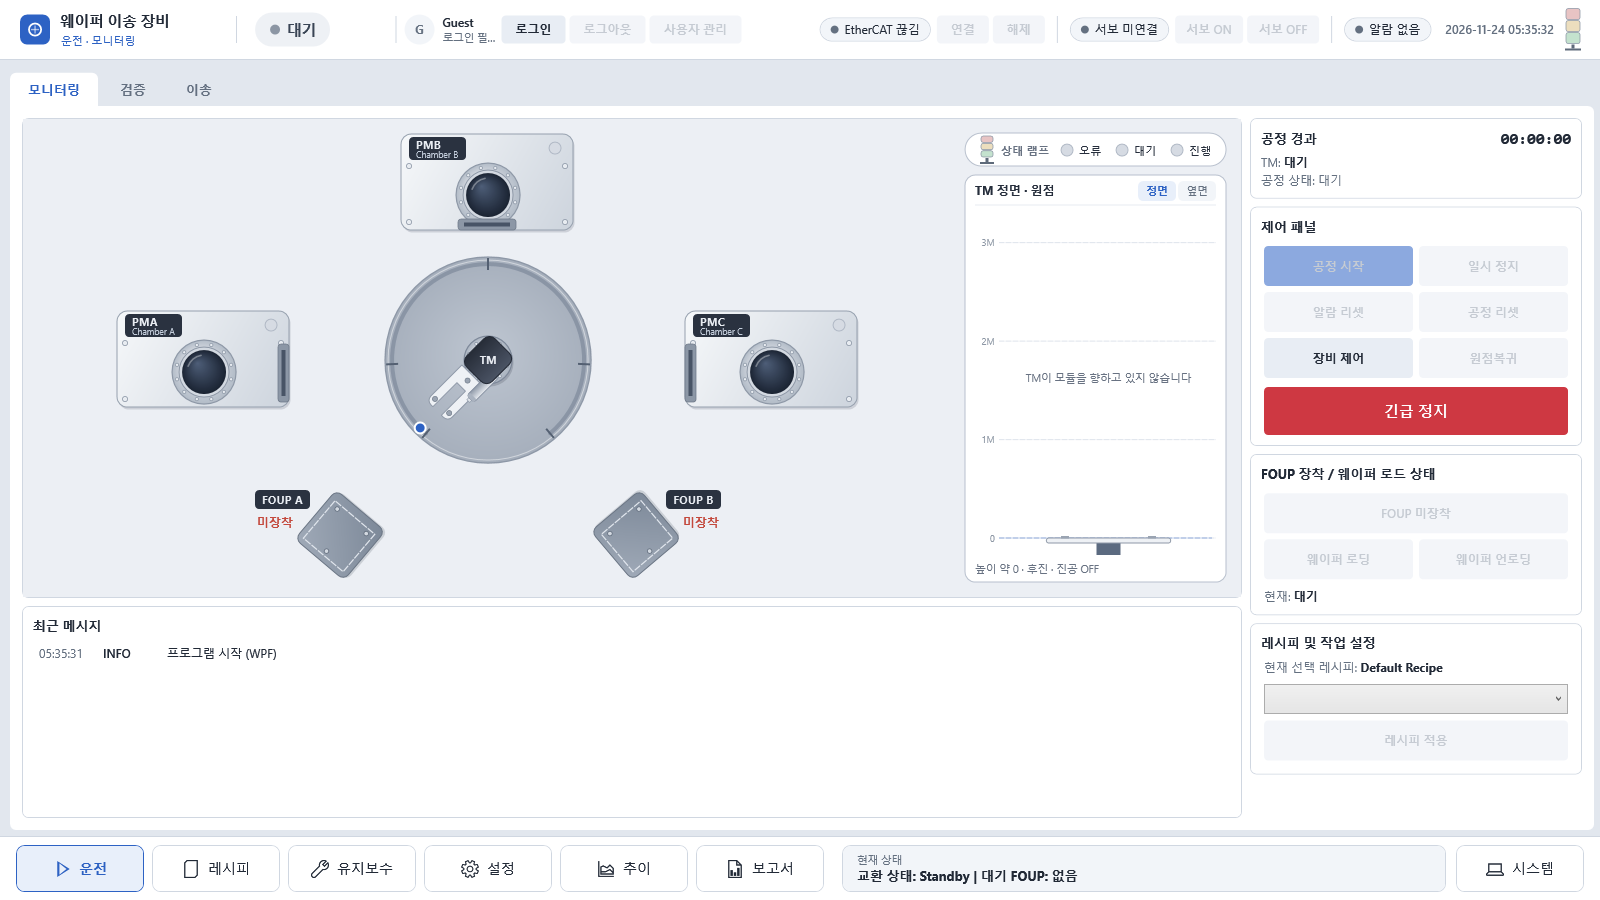 웨이퍼 이송 장비
운전 · 모니터링
대기
G
Guest
로그인 필...
로그인
로그아웃
사용자 관리
EtherCAT 끊김
연결
해제
서보 미연결
서보 ON
서보 OFF
알람 없음
2026-11-24 05:35:32
모니터링
검증
이송
PMB
Chamber B
PMA
Chamber A
TM
PMC
Chamber C
FOUP A
미장착
FOUP B
미장착
상태 램프
오류
대기
진행
TM 정면 · 원점
정면
옆면
3M
2M
TM이 모듈을 향하고 있지 않습니다
1M
0
높이 약 0 · 후진 · 진공 OFF
최근 메시지
05:35:31 INFO 프로그램 시작 (WPF)
공정 경과
00:00:00
TM: 대기
공정 상태: 대기
제어 패널
공정 시작
일시 정지
알람 리셋
공정 리셋
장비 제어
원점복귀
긴급 정지
FOUP 장착 / 웨이퍼 로드 상태
FOUP 미장착
웨이퍼 로딩
웨이퍼 언로딩
현재: 대기
레시피 및 작업 설정
현재 선택 레시피: Default Recipe
레시피 적용
운전
레시피
유지보수
설정
추이
보고서
현재 상태
교환 상태: Standby | 대기 FOUP: 없음
시스템